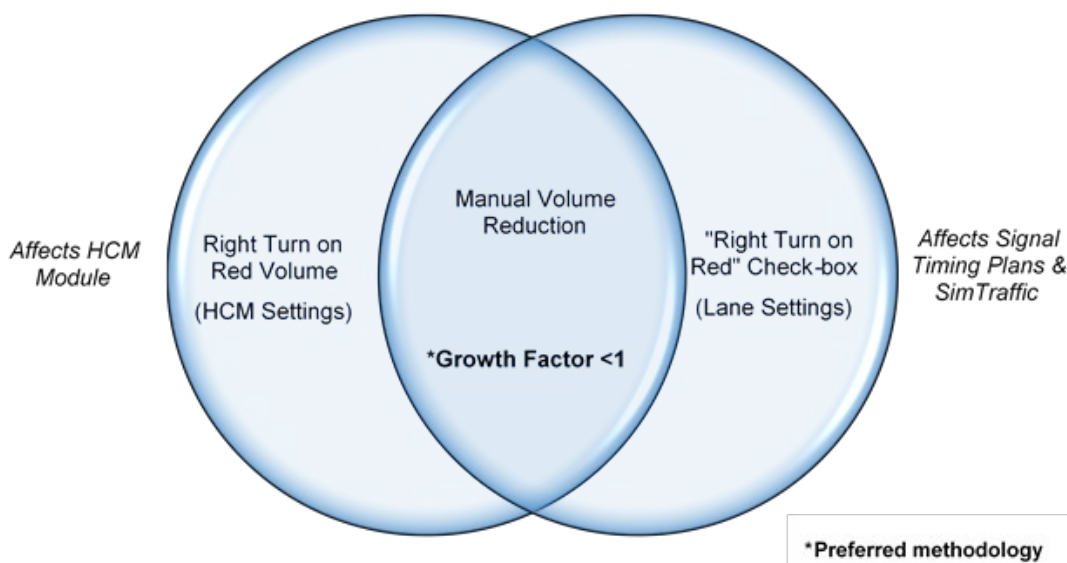 Affects HCM
Module
Right Turn on
Red Volume
(HCM Settings)
Manual Volume
Reduction
*Growth Factor <1
"Right Turn on
Red" Check-box
(Lane Settings)
Affects Signal
Timing Plans &
SimTraffic
*Preferred methodology